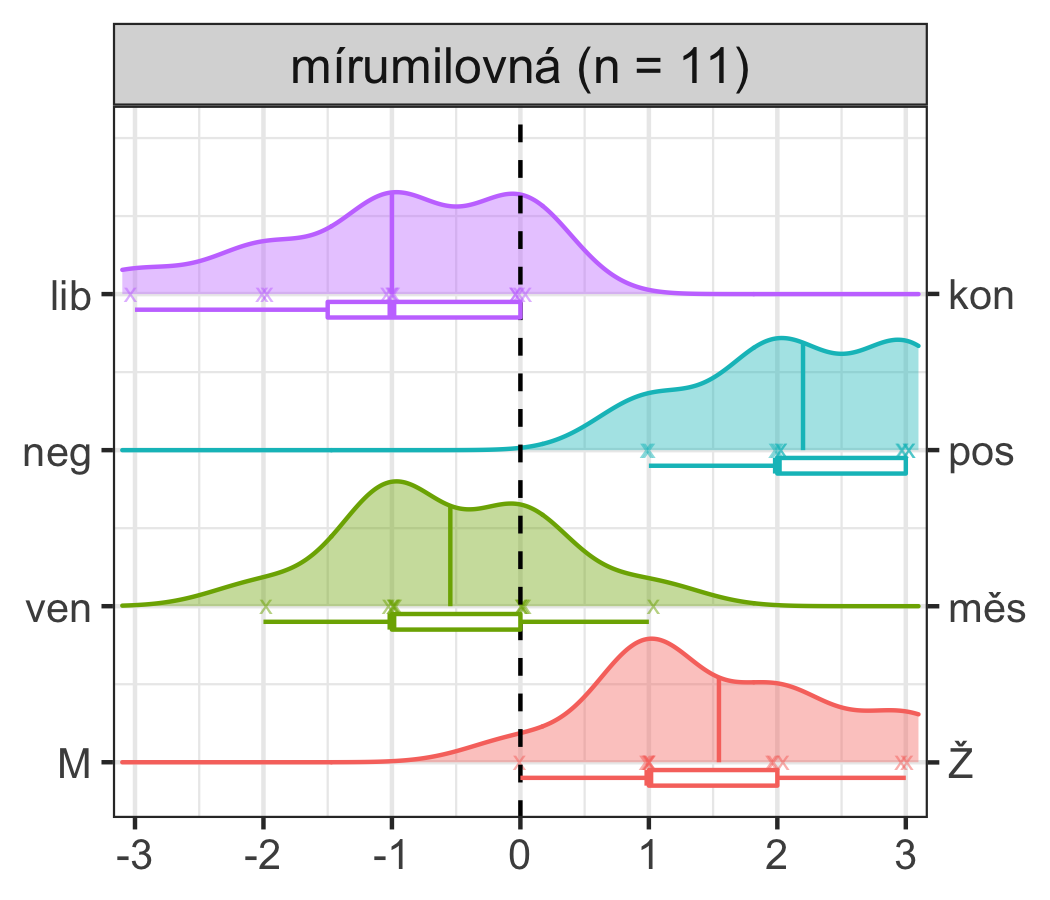 mírumilovná (n = 11)
lib kon
neg pos
ven měs
M Ž
-3 -2 -1 0 1 2 3